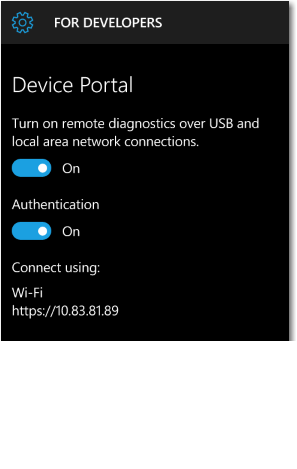 FOR DEVELOPERS
Device Portal
Turn on remote diagnostics over USB and
local area network connections.
On
Authentication
On
Connect using:
Wi-Fi
https://10.83.81.89